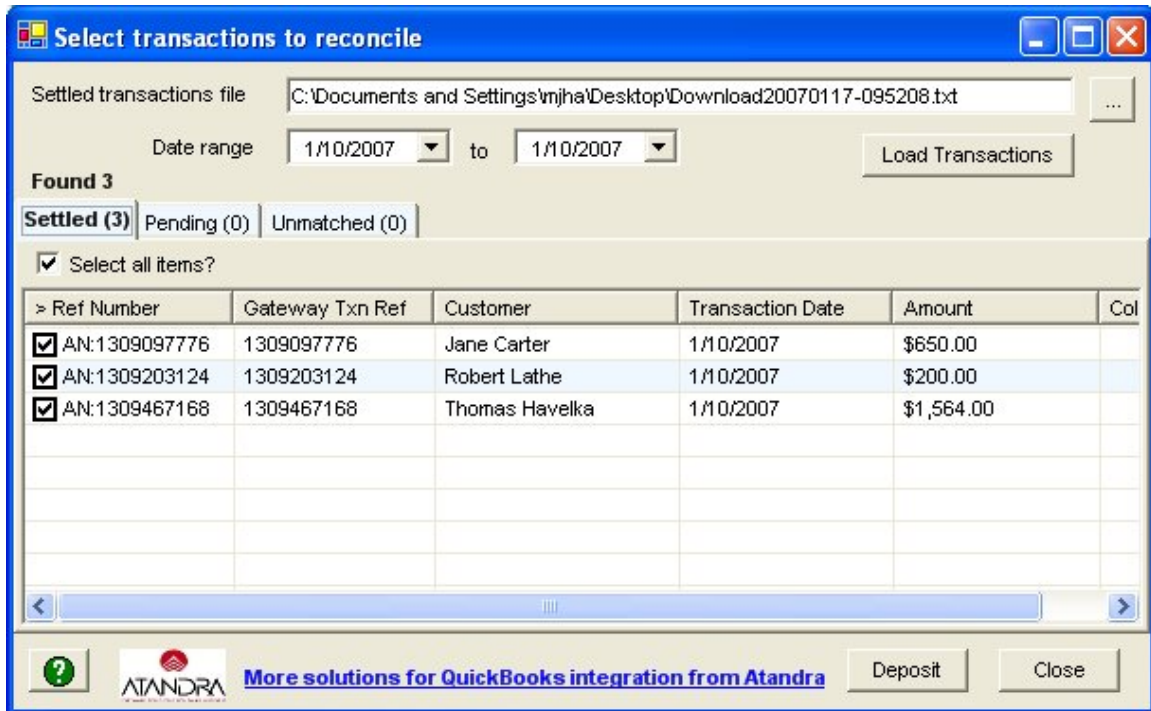 Select transactions to reconcile
Settled transactions file C:\Documents and Settings\mjha\Desktop\Download20070117-095208.txt ...
Date range 1/10/2007 to 1/10/2007 Load Transactions
Found 3
Settled (3) Pending (0) Unmatched (0)
Select all items?
> Ref Number Gateway Txn Ref Customer Transaction Date Amount Col
AN:1309097776 1309097776 Jane Carter 1/10/2007 $650.00
AN:1309203124 1309203124 Robert Lathe 1/10/2007 $200.00
AN:1309467168 1309467168 Thomas Havelka 1/10/2007 $1,564.00
? ATANDRA More solutions for QuickBooks integration from Atandra Deposit Close